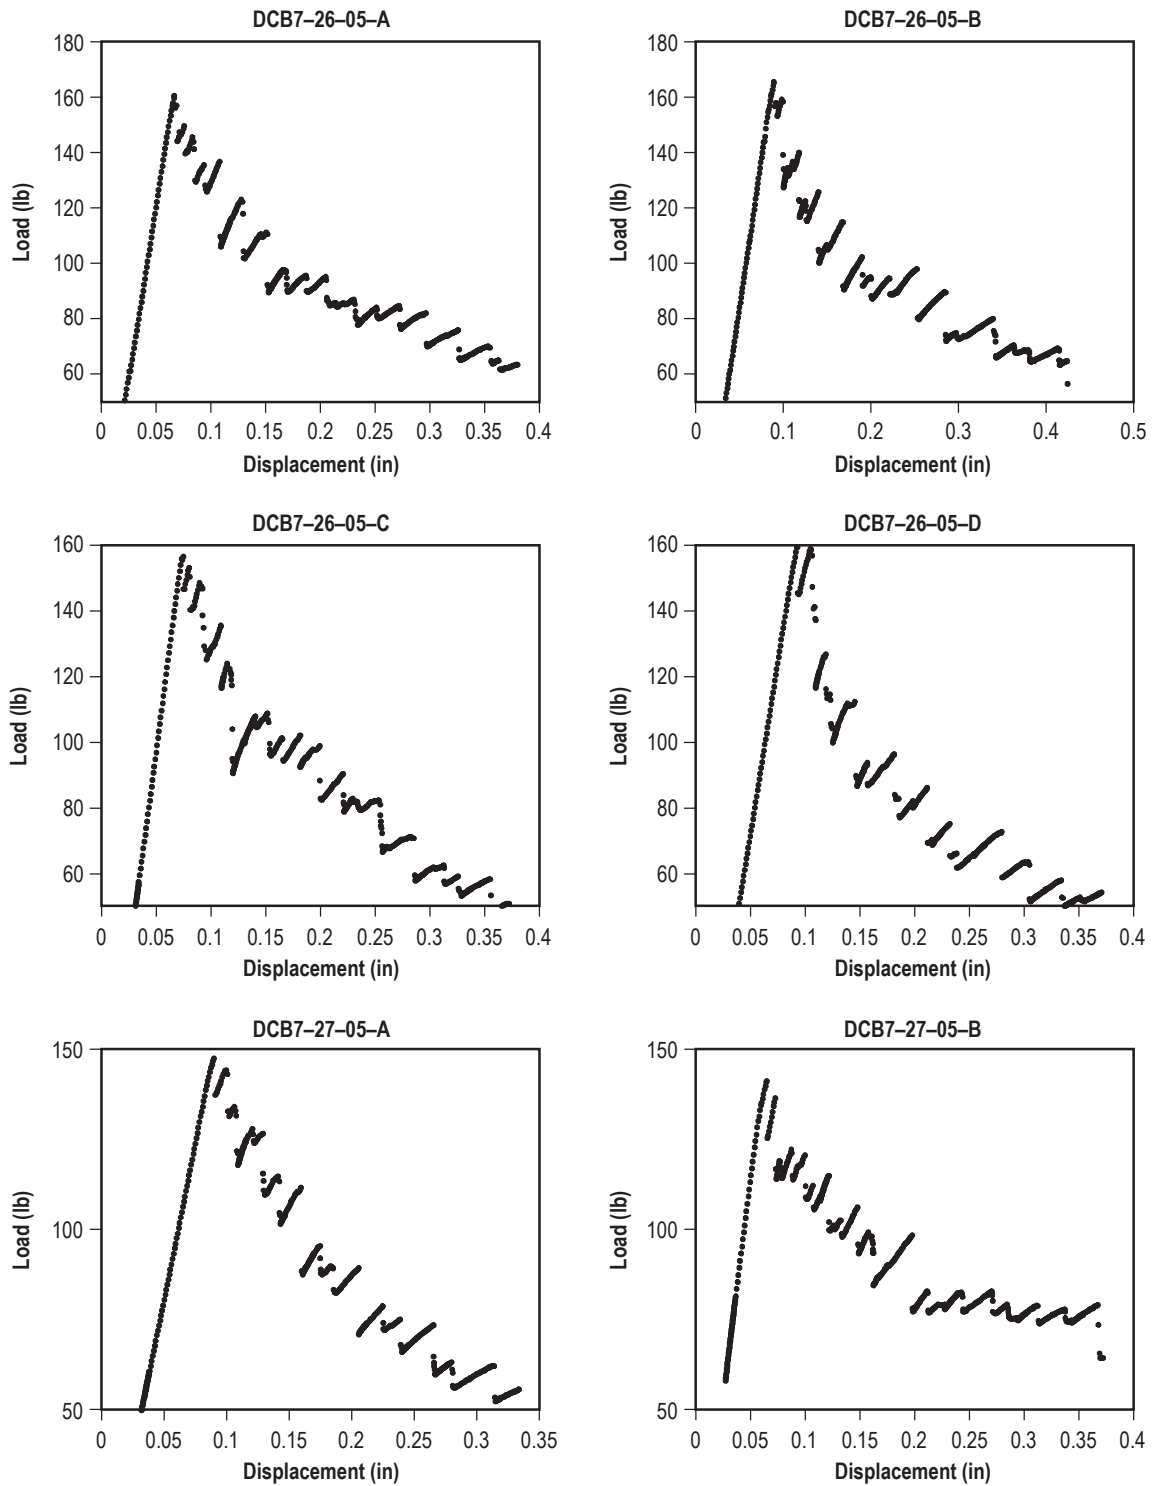 DCB7–26–05–A
180
160
140
120
100
80
60
Load (lb)
0 0.05 0.1 0.15 0.2 0.25 0.3 0.35 0.4
Displacement (in)
DCB7–26–05–B
180
160
140
120
100
80
60
Load (lb)
0 0.1 0.2 0.3 0.4 0.5
Displacement (in)
DCB7–26–05–C
160
140
120
100
80
60
Load (lb)
0 0.05 0.1 0.15 0.2 0.25 0.3 0.35 0.4
Displacement (in)
DCB7–26–05–D
160
140
120
100
80
60
Load (lb)
0 0.05 0.1 0.15 0.2 0.25 0.3 0.35 0.4
Displacement (in)
DCB7–27–05–A
150
100
50
Load (lb)
0 0.05 0.1 0.15 0.2 0.25 0.3 0.35
Displacement (in)
DCB7–27–05–B
150
100
50
Load (lb)
0 0.05 0.1 0.15 0.2 0.25 0.3 0.35 0.4
Displacement (in)